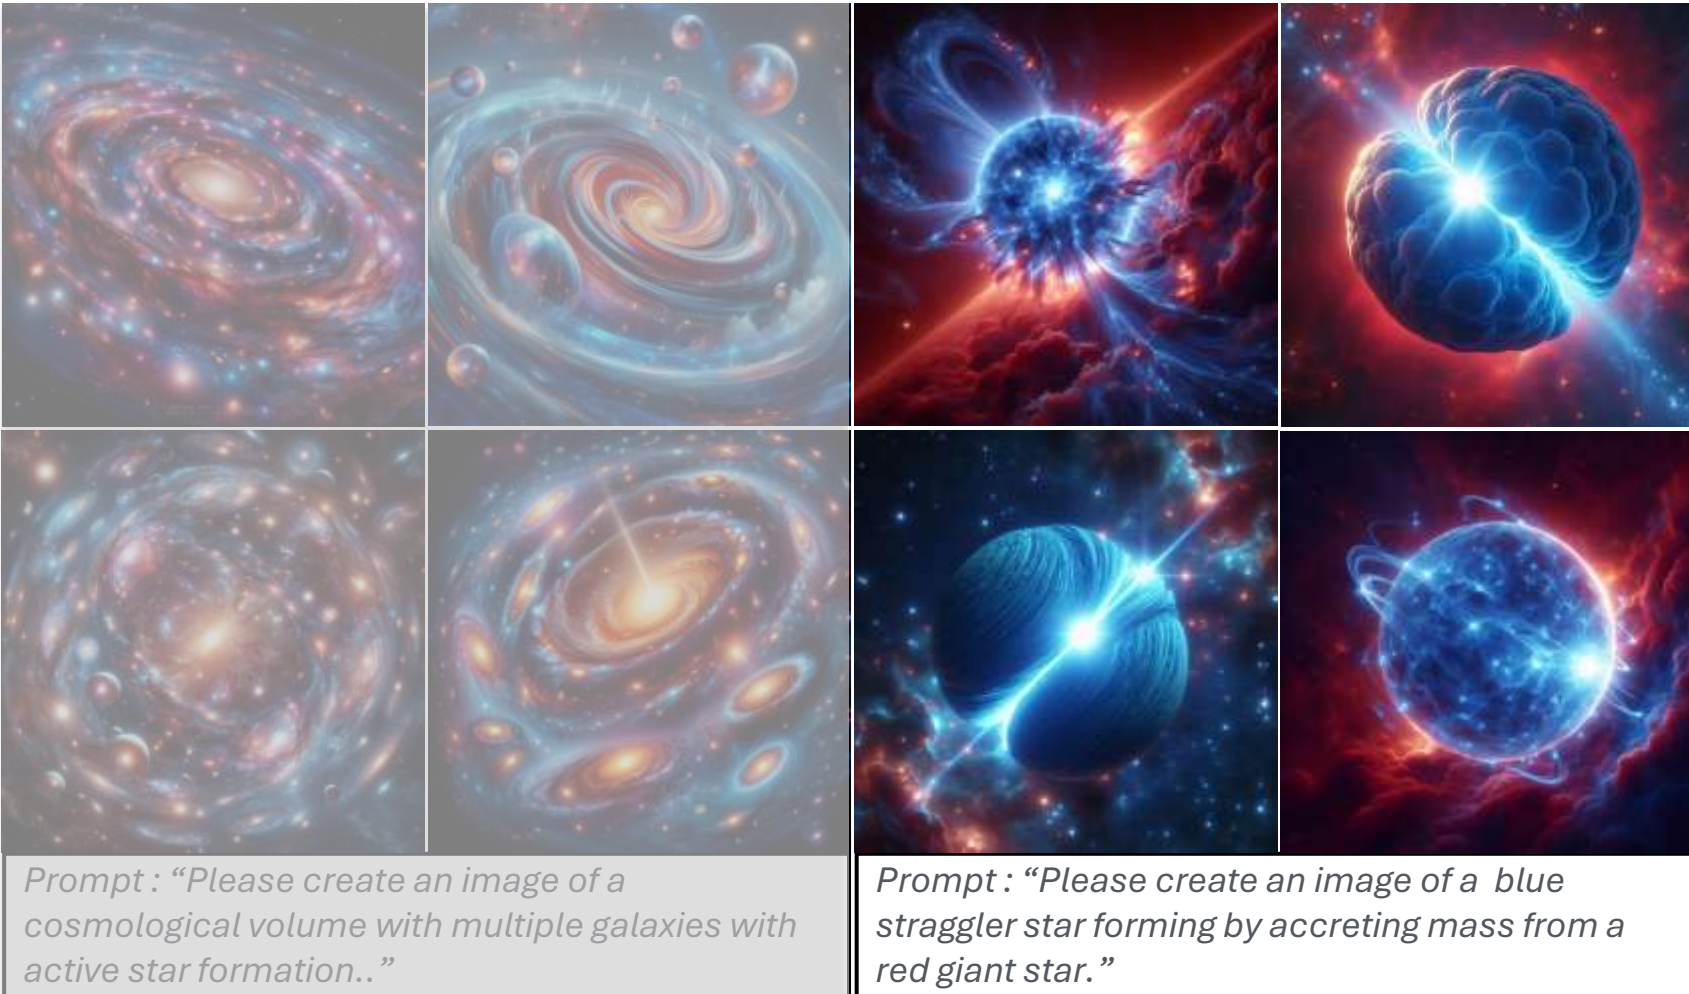 Prompt : “Please create an image of a
cosmological volume with multiple galaxies with
active star formation..”
Prompt : “Please create an image of a  blue
straggler star forming by accreting mass from a
red giant star.”